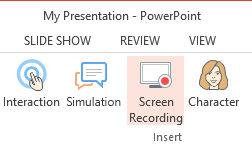 My Presentation - PowerPoint
SLIDE SHOW REVIEW VIEW
Interaction Simulation Screen Recording Character
Insert